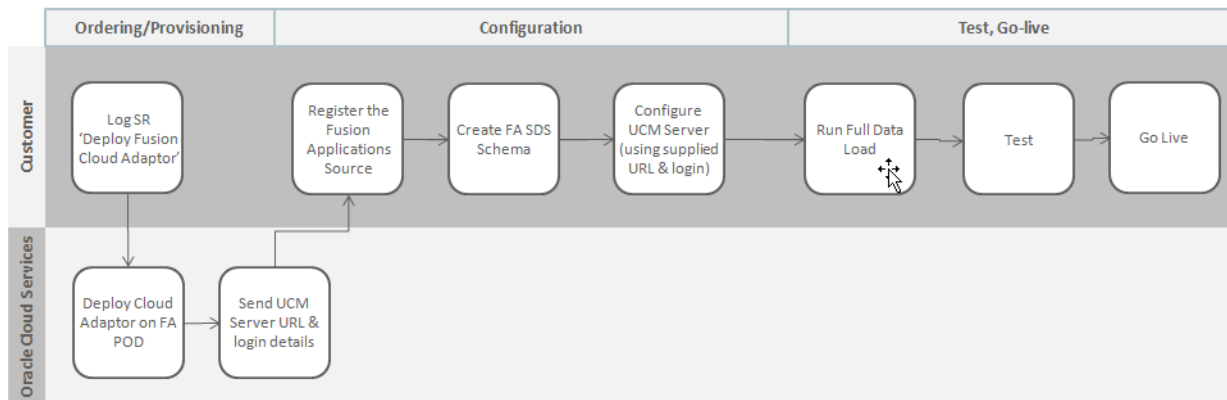 Ordering/Provisioning
Configuration
Test, Go-live
Customer
Log SR
‘Deploy Fusion
Cloud Adaptor’
Register the
Fusion
Applications
Source
Create FA SDS
Schema
Configure
UCM Server
(using supplied
URL & login)
Run Full Data
Load
Test
Go Live
Oracle Cloud Services
Deploy Cloud
Adaptor on FA
POD
Send UCM
Server URL &
login details